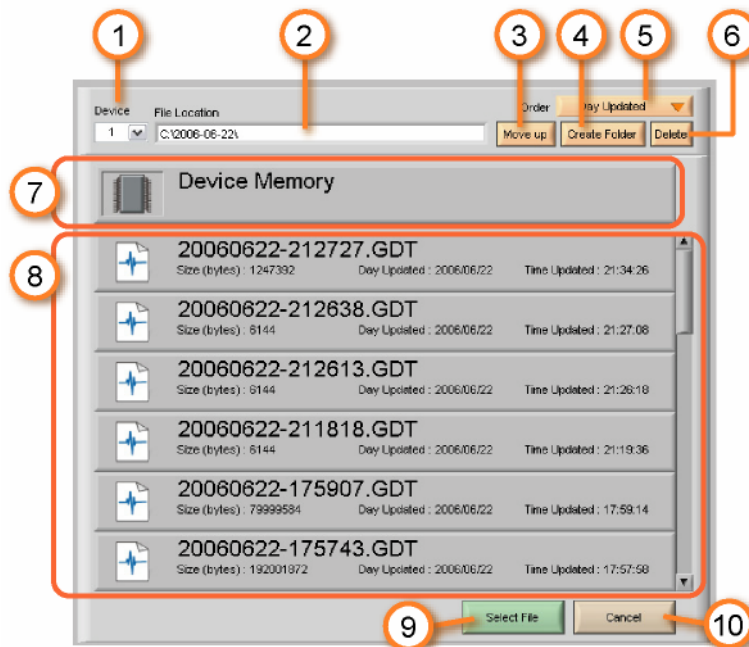 1 2 3 4 5 6
Device File Location Order Day Updated
1 C:\2006-06-22\ Move up Create Folder Delete
7
Device Memory
8
20060622-212727.GDT
Size (bytes) : 1247392 Day Updated : 2006/06/22 Time Updated : 21:34:26
20060622-212638.GDT
Size (bytes) : 6144 Day Updated : 2006/06/22 Time Updated : 21:27:08
20060622-212613.GDT
Size (bytes) : 6144 Day Updated : 2006/06/22 Time Updated : 21:26:18
20060622-211818.GDT
Size (bytes) : 6144 Day Updated : 2006/06/22 Time Updated : 21:19:36
20060622-175907.GDT
Size (bytes) : 79999584 Day Updated : 2006/06/22 Time Updated : 17:59:14
20060622-175743.GDT
Size (bytes) : 192001872 Day Updated : 2006/06/22 Time Updated : 17:57:58
9 Select File Cancel 10